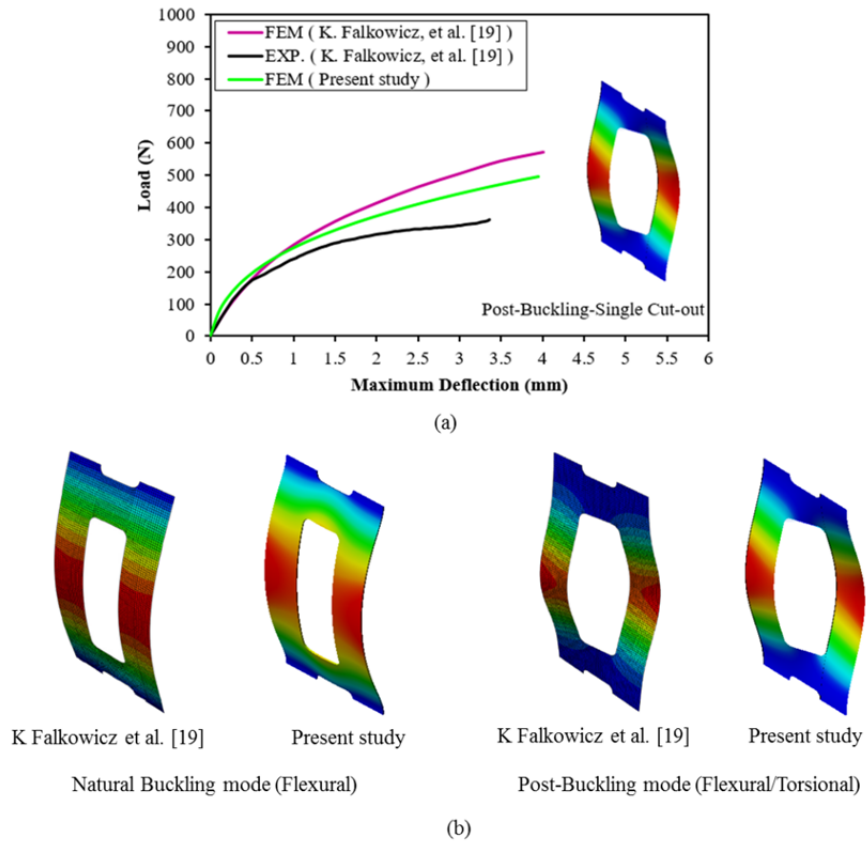 1000
900
800
700
600
500
400
300
200
100
0
Load (N)
FEM ( K. Falkowicz, et al. [19] )
EXP. ( K. Falkowicz, et al. [19] )
FEM ( Present study )
Post-Buckling-Single Cut-out
0 0.5 1 1.5 2 2.5 3 3.5 4 4.5 5 5.5 6
Maximum Deflection (mm)
(a)
K Falkowicz et al. [19] Present study K Falkowicz et al. [19] Present study
Natural Buckling mode (Flexural) Post-Buckling mode (Flexural/Torsional)
(b)